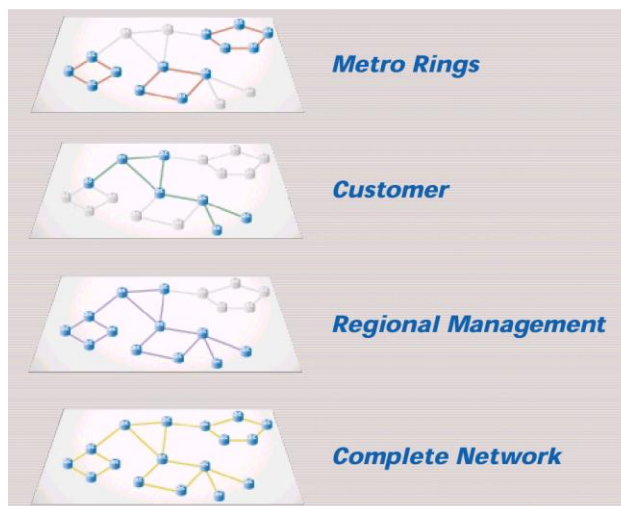 Metro Rings
Customer
Regional Management
Complete Network